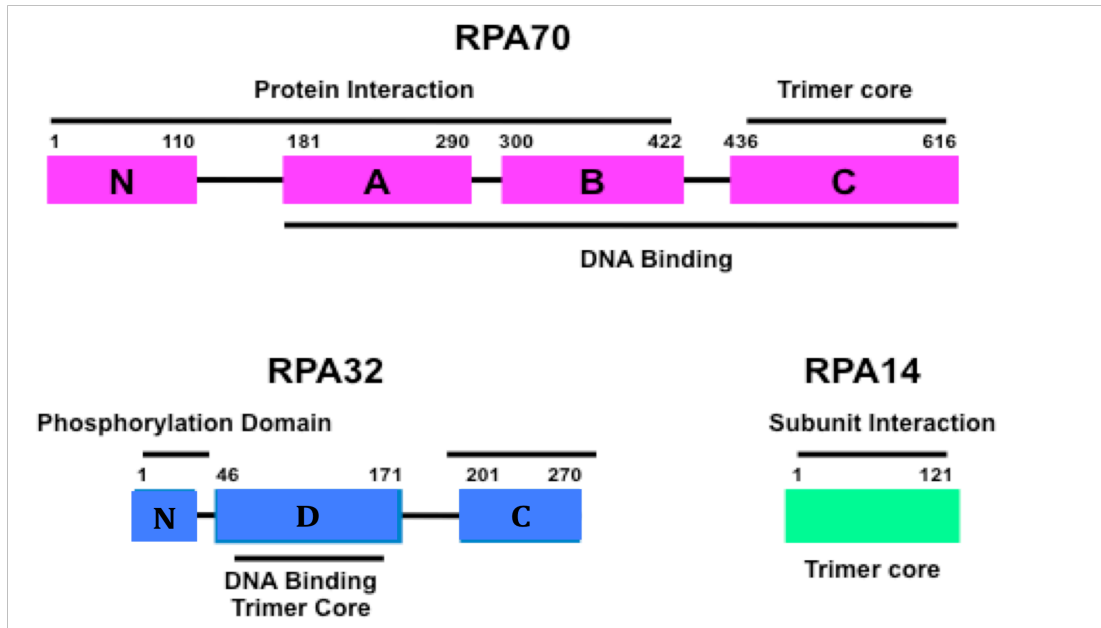 RPA70
Protein Interaction Trimer core
1 110 181 290 300 422 436 616
N A B C
DNA Binding
RPA32 RPA14
Phosphorylation Domain Subunit Interaction
1 46 171 201 270 1 121
N D C
DNA Binding Trimer core
Trimer Core